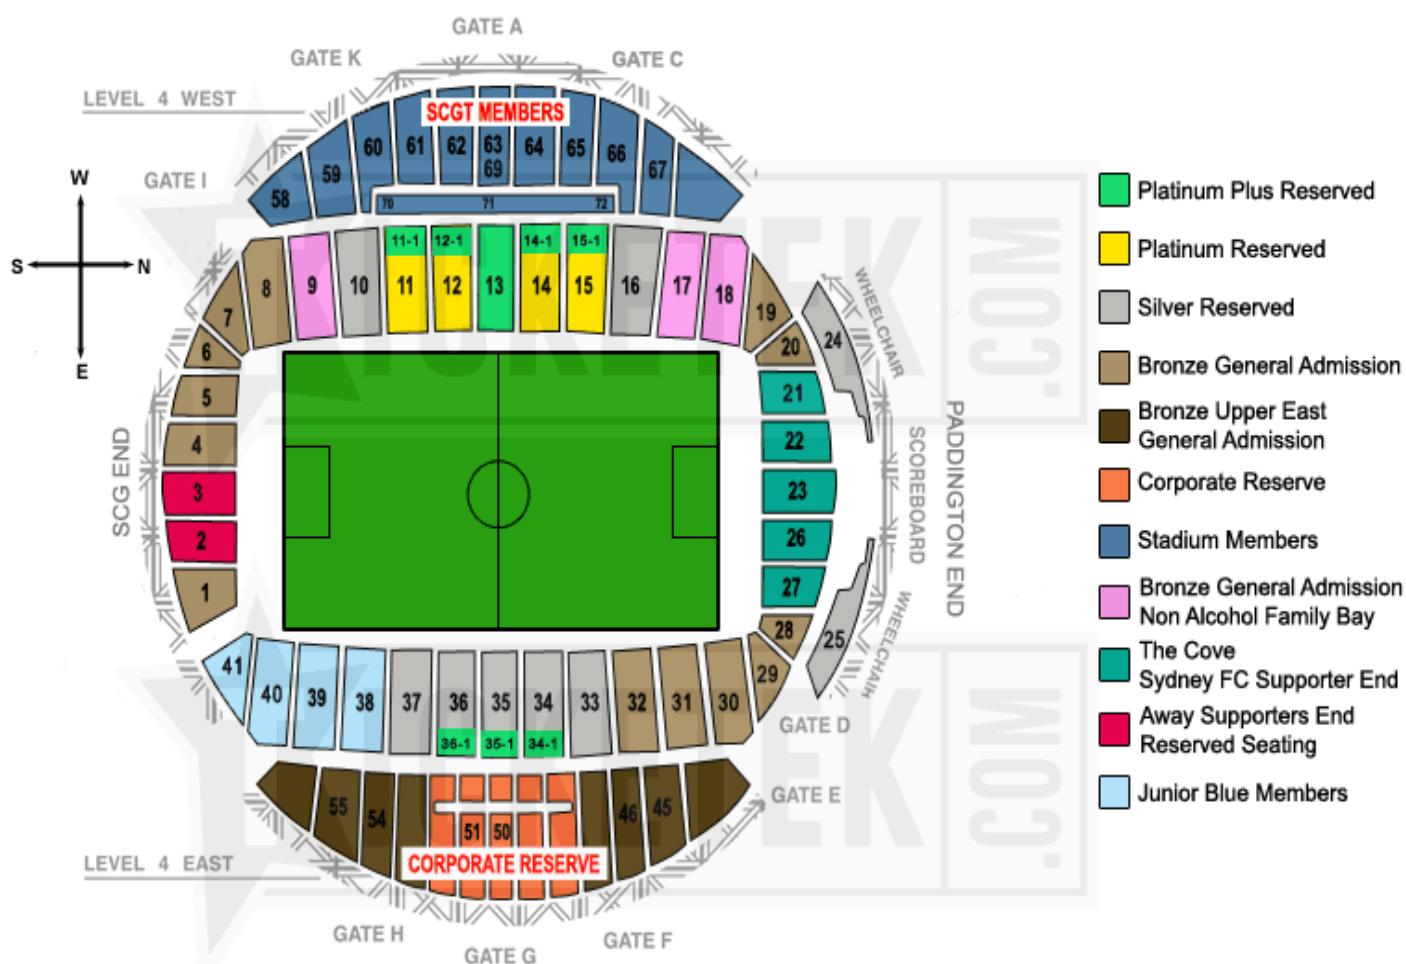 GATE A
GATE K
GATE C
LEVEL 4 WEST
SCGT MEMBERS
60 61 62 63 64 65 66
69
59 67
GATE I
58
70 71 72
W
S N
E
11-1 12-1 14-1 15-1
7 8 9 10 11 12 13 14 15 16 17 18 19
6 20
WHEELCHAIR
24
5 21
4 22
3 23
2 26
1 27
SCG END
SCOREBOARD
PADDINGTON END
28
25
WHEELCHAIR
41 40 39 38 37 36 35 34 33 32 31 30 29
36-1 35-1 34-1
GATE D
GATE E
55 54 51 50 46 45
CORPORATE RESERVE
LEVEL 4 EAST
GATE H
GATE G
GATE F
Platinum Plus Reserved
Platinum Reserved
Silver Reserved
Bronze General Admission
Bronze Upper East
General Admission
Corporate Reserve
Stadium Members
Bronze General Admission
Non Alcohol Family Bay
The Cove
Sydney FC Supporter End
Away Supporters End
Reserved Seating
Junior Blue Members
TICKETEK
.COM
TICKETEK
.COM